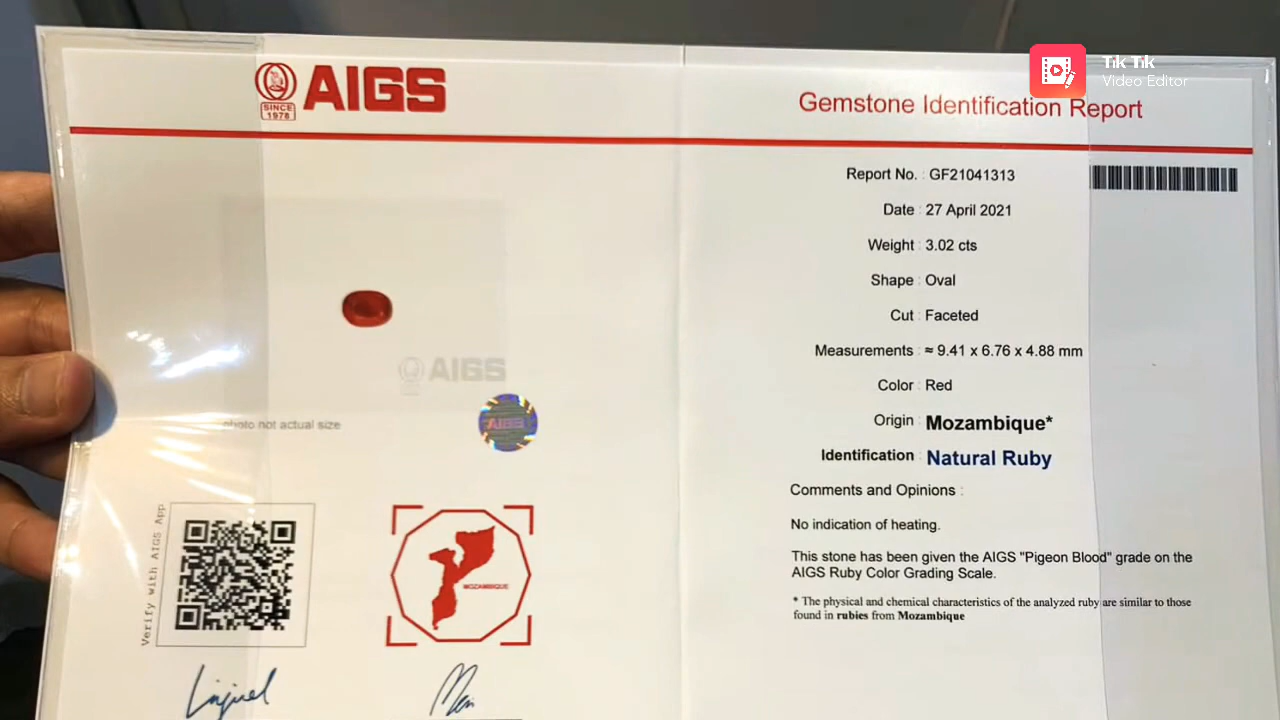 Tik Tik
Video Editor
AIGS
SINCE
1978
Gemstone Identification Report
Report No. : GF21041313
Date : 27 April 2021
Weight : 3.02 cts
Shape : Oval
Cut : Faceted
Measurements : ≈ 9.41 x 6.76 x 4.88 mm
Color : Red
Origin : Mozambique*
Identification : Natural Ruby
Comments and Opinions :
No indication of heating.
This stone has been given the AIGS "Pigeon Blood" grade on the
AIGS Ruby Color Grading Scale.
* The physical and chemical characteristics of the analyzed ruby are similar to those
found in rubies from Mozambique
AIGS
photo not actual size
AIGS
Verify with AIGS App
MOZAMBIQUE